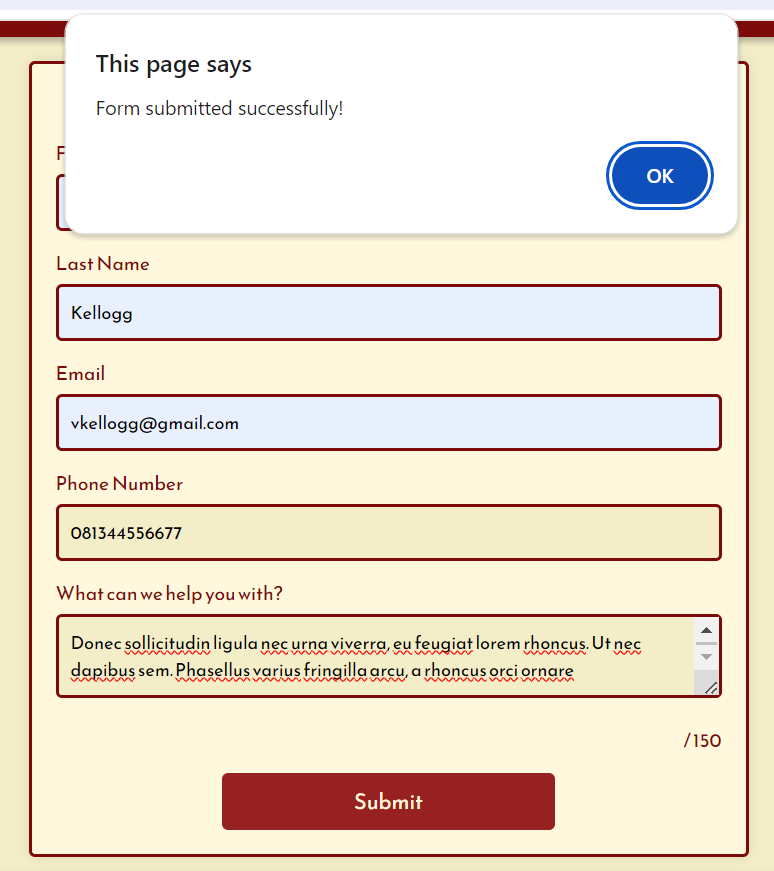 This page says
Form submitted successfully!
OK
F
Last Name
Kellogg
Email
vkellogg@gmail.com
Phone Number
081344556677
What can we help you with?
Donec sollicitudin ligula nec urna viverra, eu feugiat lorem rhoncus. Ut nec
dapibus sem. Phasellus varius fringilla arcu, a rhoncus orci ornare
/150
Submit